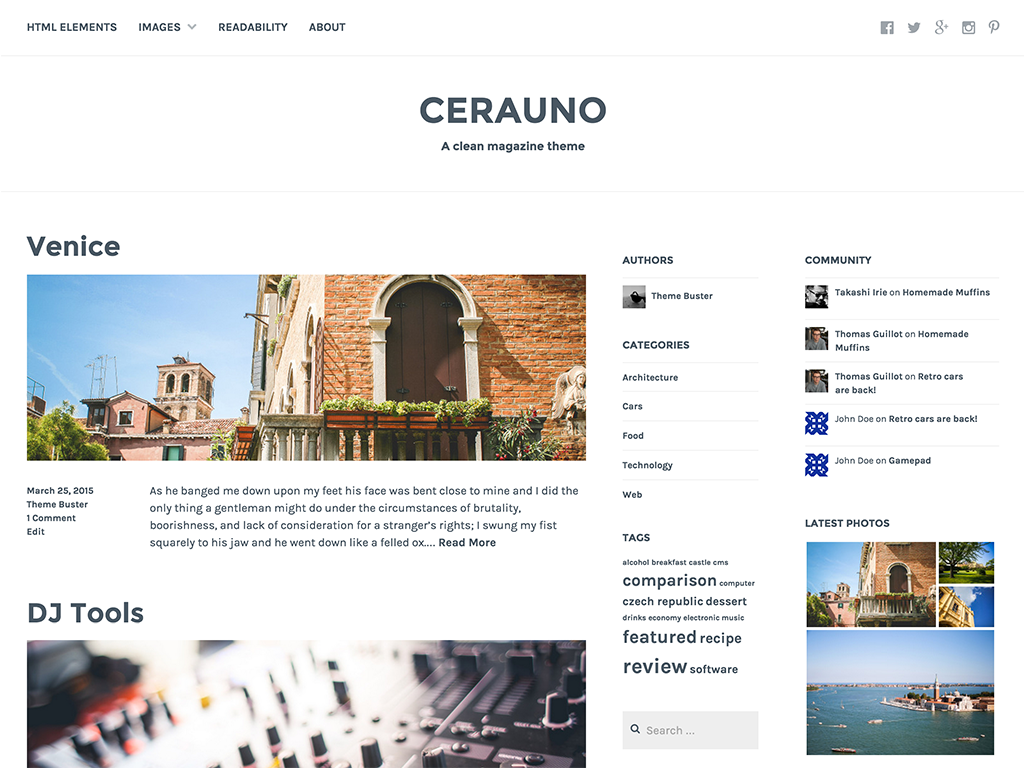 HTML ELEMENTS IMAGES READABILITY ABOUT
CERAUNO
A clean magazine theme
Venice
March 25, 2015
Theme Buster
1 Comment
Edit
As he banged me down upon my feet his face was bent close to mine and I did the
only thing a gentleman might do under the circumstances of brutality,
boorishness, and lack of consideration for a stranger's rights; I swung my fist
squarely to his jaw and he went down like a felled ox.... Read More
DJ Tools
AUTHORS
Theme Buster
CATEGORIES
Architecture
Cars
Food
Technology
Web
TAGS
alcohol breakfast castle cms
comparison computer
czech republic dessert
drinks economy electronic music
featured recipe
review software
Search ...
COMMUNITY
Takashi Irie on Homemade Muffins
Thomas Guillot on Homemade
Muffins
Thomas Guillot on Retro cars
are back!
John Doe on Retro cars are back!
John Doe on Gamepad
LATEST PHOTOS